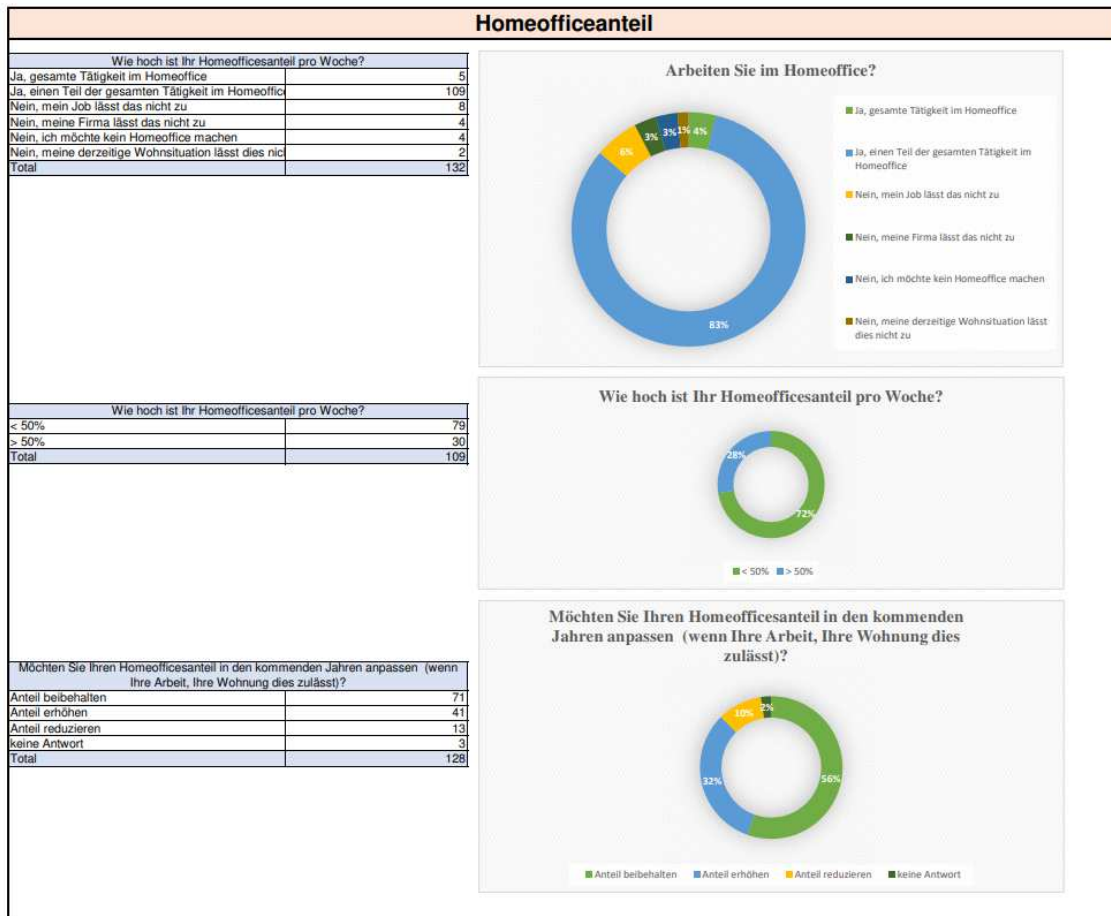 Homeofficeanteil
Wie hoch ist Ihr Homeofficesanteil pro Woche?
Ja, gesamte Tätigkeit im Homeoffice 5
Ja, einen Teil der gesamten Tätigkeit im Homeoffice 109
Nein, mein Job lässt das nicht zu 8
Nein, meine Firma lässt das nicht zu 4
Nein, ich möchte kein Homeoffice machen 4
Nein, meine derzeitige Wohnsituation lässt dies nic 2
Total 132
Arbeiten Sie im Homeoffice?
6% 3% 3% 1% 4%
83%
Ja, gesamte Tätigkeit im Homeoffice
Ja, einen Teil der gesamten Tätigkeit im
Homeoffice
Nein, mein Job lässt das nicht zu
Nein, meine Firma lässt das nicht zu
Nein, ich möchte kein Homeoffice machen
Nein, meine derzeitige Wohnsituation lässt
dies nicht zu
Wie hoch ist Ihr Homeofficesanteil pro Woche?
< 50% 79
> 50% 30
Total 109
Wie hoch ist Ihr Homeofficesanteil pro Woche?
28%
72%
< 50% > 50%
Möchten Sie Ihren Homeofficesanteil in den kommenden Jahren anpassen (wenn
Ihre Arbeit, Ihre Wohnung dies zulässt)?
Anteil beibehalten 71
Anteil erhöhen 41
Anteil reduzieren 13
keine Antwort 3
Total 128
Möchten Sie Ihren Homeofficesanteil in den kommenden
Jahren anpassen (wenn Ihre Arbeit, Ihre Wohnung dies
zulässt)?
10% 2%
32% 56%
Anteil beibehalten Anteil erhöhen Anteil reduzieren keine Antwort